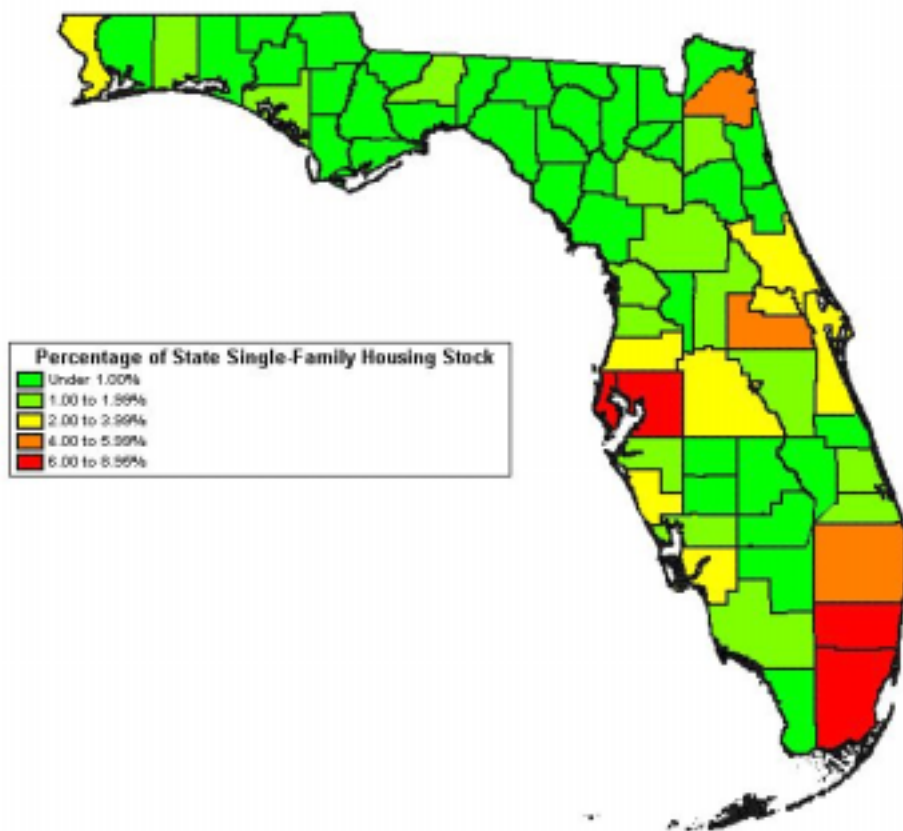 Percentage of State Single-Family Housing Stock
Under 1.00%
1.00 to 1.99%
2.00 to 3.99%
4.00 to 5.99%
6.00 to 8.95%